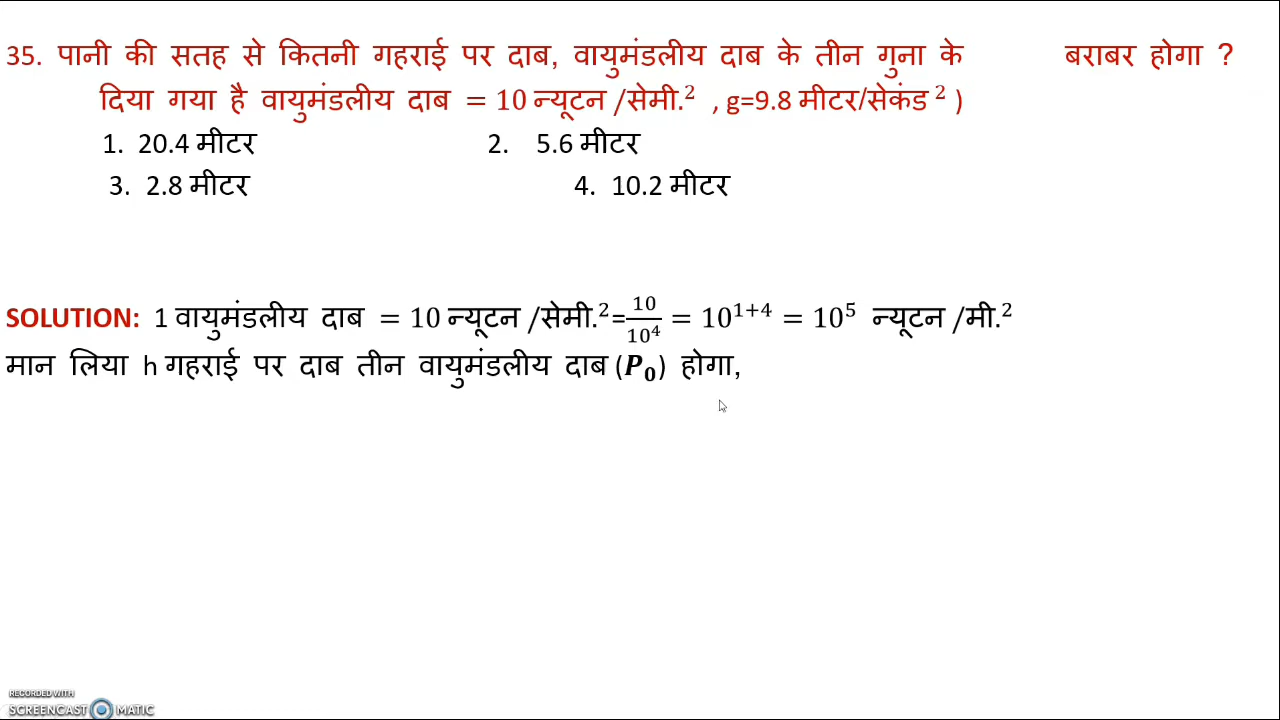 35. पानी की सतह से कितनी गहराई पर दाब, वायुमंडलीय दाब के तीन गुना के बराबर होगा ?
दिया गया है वायुमंडलीय दाब = 10 न्यूटन /सेमी.² , g=9.8 मीटर/सेकंड ² )
1. 20.4 मीटर 2. 5.6 मीटर
3. 2.8 मीटर 4. 10.2 मीटर
SOLUTION: 1 वायुमंडलीय दाब = 10 न्यूटन /सेमी.²=10/10⁴ = 10¹⁺⁴ = 10⁵ न्यूटन /मी.²
मान लिया h गहराई पर दाब तीन वायुमंडलीय दाब (P₀) होगा,
RECORDED WITH
SCREENCAST MATIC